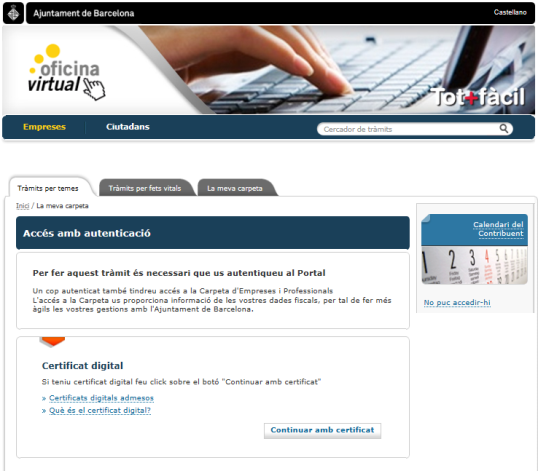 Ajuntament de Barcelona
Castellano
oficina
virtual
Tot+fàcil
Empreses
Ciutadans
Cercador de tràmits
Tràmits per temes
Tràmits per fets vitals
La meva carpeta
Inici / La meva carpeta
Accés amb autenticació
Per fer aquest tràmit és necessari que us autentiqueu al Portal
Un cop autenticat també tindreu accés a la Carpeta d'Empreses i Professionals
L'accés a la Carpeta us proporciona informació de les vostres dades fiscals, per tal de fer més
àgils les vostres gestions amb l'Ajuntament de Barcelona.
Calendari del
Contribuent
1 2 3 4 5
No puc accedir-hi
Certificat digital
Si teniu certificat digital feu click sobre el botó "Continuar amb certificat"
» Certificats digitals admesos
» Què és el certificat digital?
Continuar amb certificat